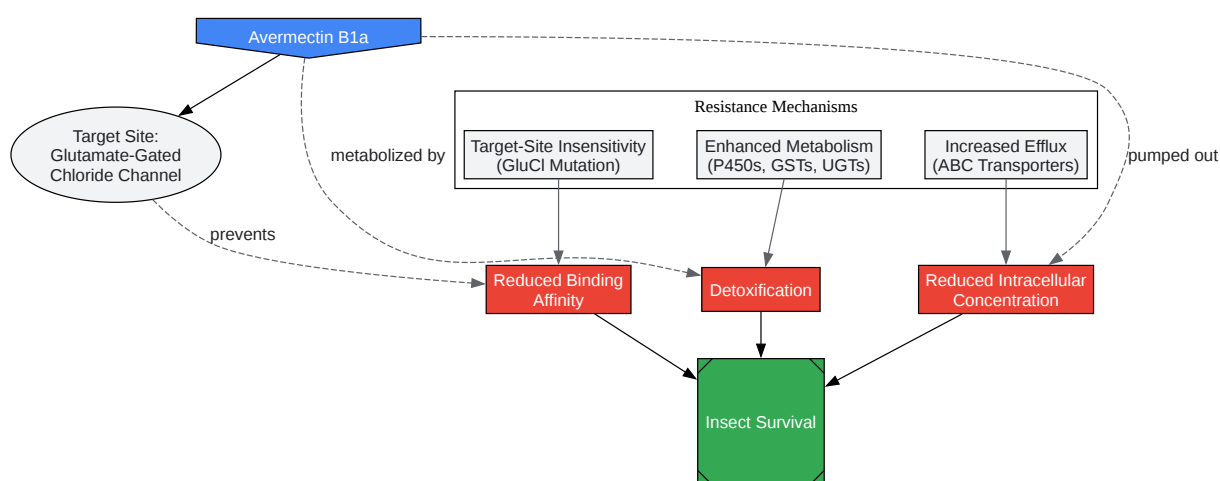 Avermectin B1a
Resistance Mechanisms
Target Site:
Glutamate-Gated
Chloride Channel
metabolized by
Target-Site Insensitivity
(GluCl Mutation)
Enhanced Metabolism
(P450s, GSTs, UGTs)
Increased Efflux
(ABC Transporters)
pumped out
prevents
Reduced Binding
Affinity
Detoxification
Reduced Intracellular
Concentration
Insect Survival